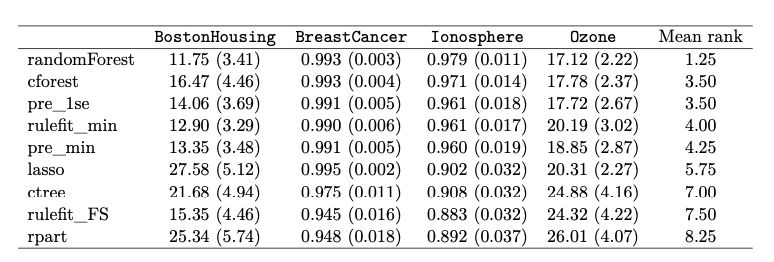 BostonHousing BreastCancer Ionosphere Ozone Mean rank
randomForest 11.75 (3.41) 0.993 (0.003) 0.979 (0.011) 17.12 (2.22) 1.25
cforest 16.47 (4.46) 0.993 (0.004) 0.971 (0.014) 17.78 (2.37) 3.50
pre_1se 14.06 (3.69) 0.991 (0.005) 0.961 (0.018) 17.72 (2.67) 3.50
rulefit_min 12.90 (3.29) 0.990 (0.006) 0.961 (0.017) 20.19 (3.02) 4.00
pre_min 13.35 (3.48) 0.991 (0.005) 0.960 (0.019) 18.85 (2.87) 4.25
lasso 27.58 (5.12) 0.995 (0.002) 0.902 (0.032) 20.31 (2.27) 5.75
ctree 21.68 (4.94) 0.975 (0.011) 0.908 (0.032) 24.88 (4.16) 7.00
rulefit_FS 15.35 (4.46) 0.945 (0.016) 0.883 (0.032) 24.32 (4.22) 7.50
rpart 25.34 (5.74) 0.948 (0.018) 0.892 (0.037) 26.01 (4.07) 8.25